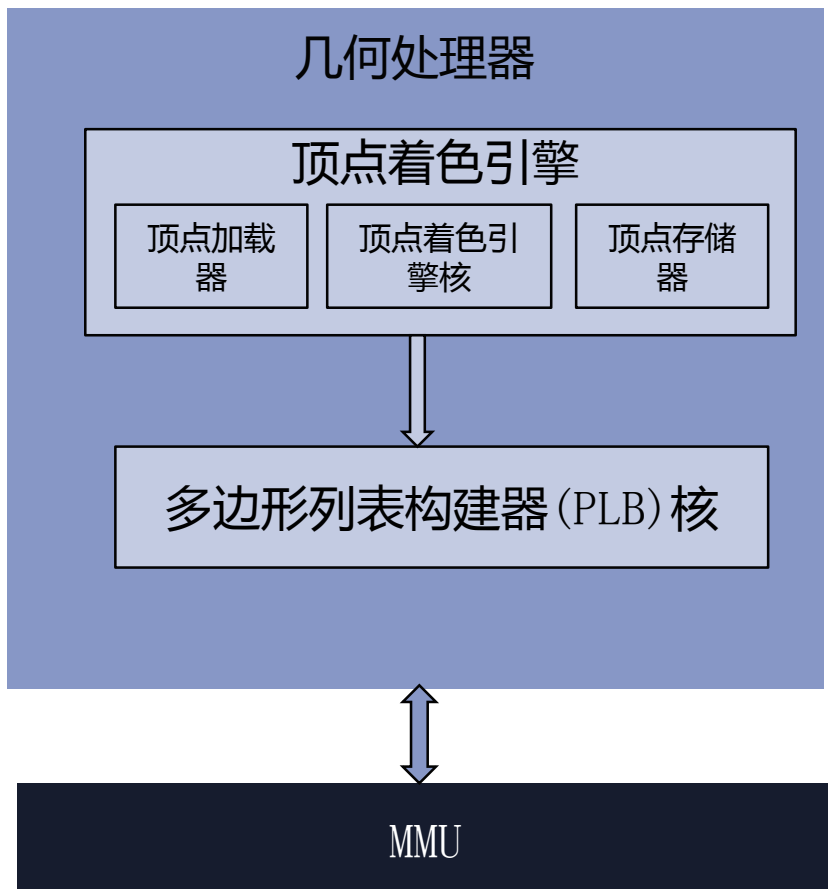 几何处理器
顶点着色引擎
顶点加载
器
顶点着色引
擎核
顶点存储
器
多边形列表构建器(PLB)核
MMU